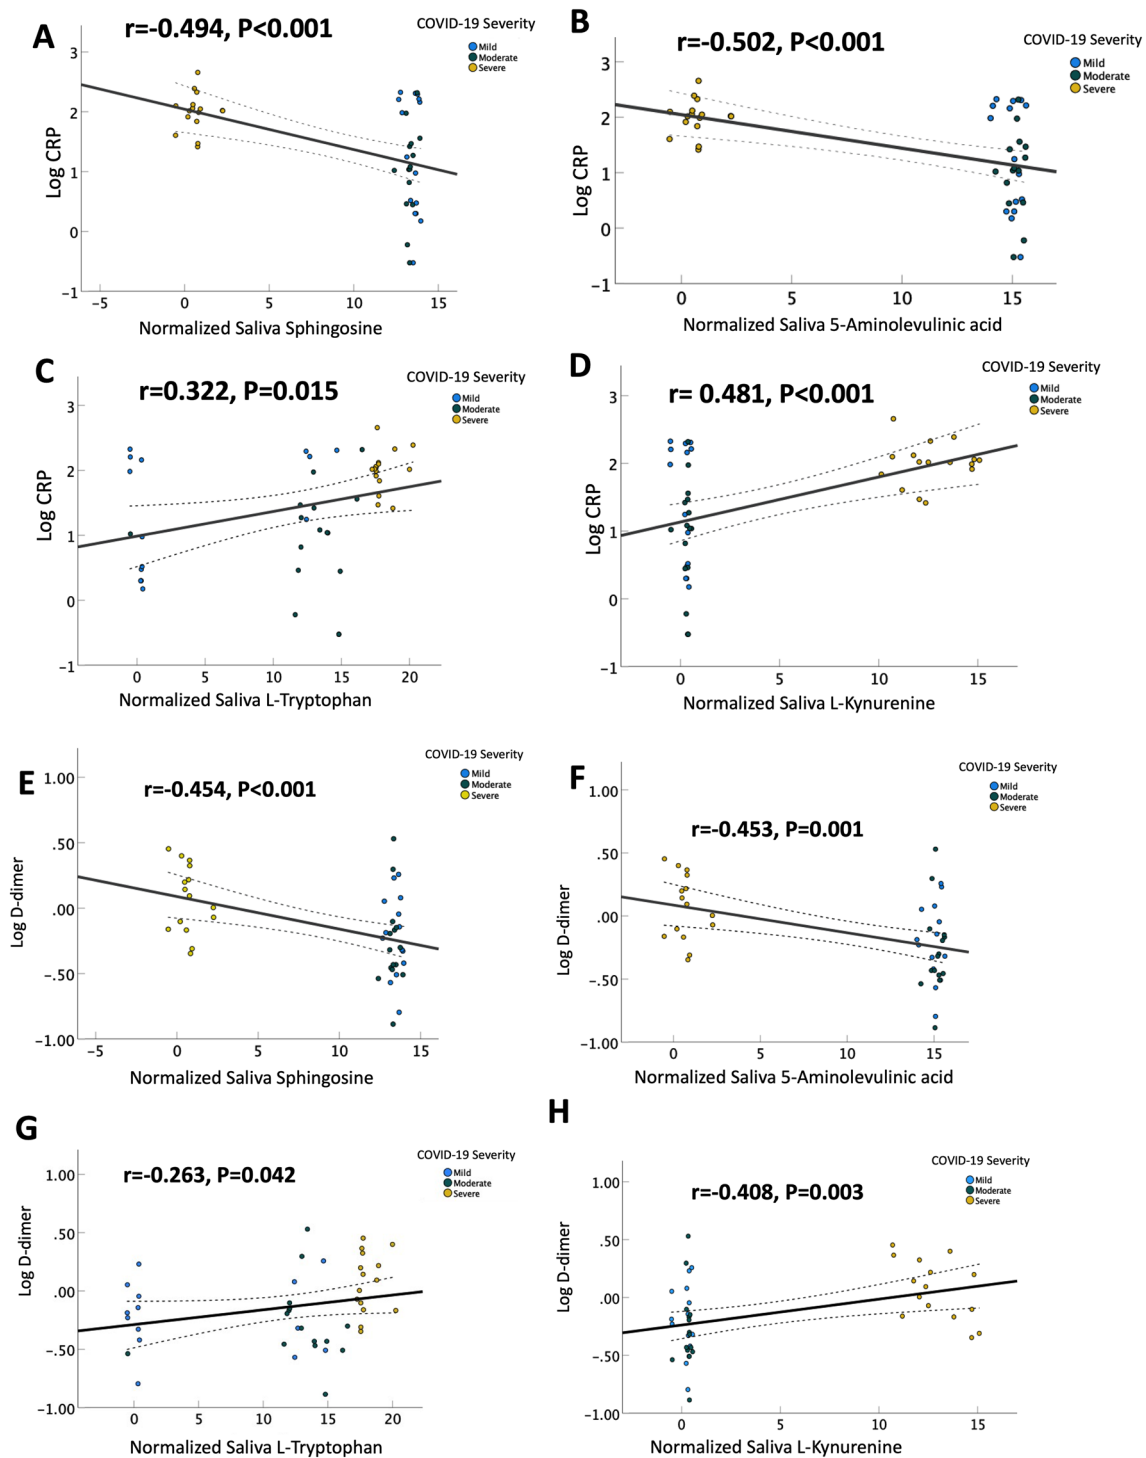 A
r=-0.494, P<0.001
COVID-19 Severity
Mild
Moderate
Severe
3
2
1
0
−1
Log CRP
−5 0 5 10 15
Normalized Saliva Sphingosine
B
r=-0.502, P<0.001
COVID-19 Severity
Mild
Moderate
Severe
3
2
1
0
−1
Log CRP
0 5 10 15
Normalized Saliva 5-Aminolevulinic acid
C
r=0.322, P=0.015
COVID-19 Severity
Mild
Moderate
Severe
3
2
1
0
−1
Log CRP
0 5 10 15 20
Normalized Saliva L-Tryptophan
D
r= 0.481, P<0.001
COVID-19 Severity
Mild
Moderate
Severe
3
2
1
0
−1
Log CRP
0 5 10 15
Normalized Saliva L-Kynurenine
E
r=-0.454, P<0.001
COVID-19 Severity
Mild
Moderate
Severe
1.00
.50
.00
−.50
−1.00
Log D-dimer
−5 0 5 10 15
Normalized Saliva Sphingosine
F
r=-0.453, P=0.001
COVID-19 Severity
Mild
Moderate
Severe
1.00
.50
.00
−.50
−1.00
Log D-dimer
0 5 10 15
Normalized Saliva 5-Aminolevulinic acid
G
r=-0.263, P=0.042
COVID-19 Severity
Mild
Moderate
Severe
1.00
.50
.00
−.50
−1.00
Log D-dimer
0 5 10 15 20
Normalized Saliva L-Tryptophan
H
r=-0.408, P=0.003
COVID-19 Severity
Mild
Moderate
Severe
1.00
.50
.00
−.50
−1.00
Log D-dimer
0 5 10 15
Normalized Saliva L-Kynurenine